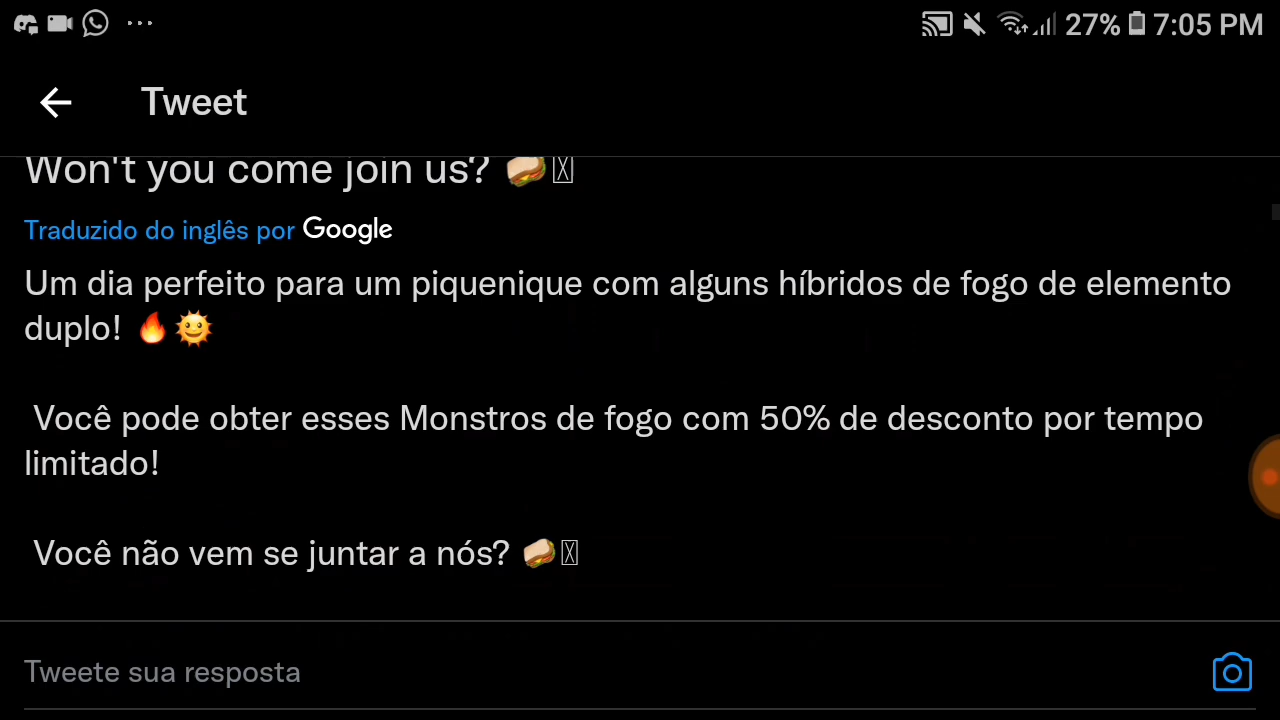 27% 7:05 PM
Tweet
Won't you come join us? 🥪
Traduzido do inglês por Google
Um dia perfeito para um piquenique com alguns híbridos de fogo de elemento
duplo! 🔥🌞
Você pode obter esses Monstros de fogo com 50% de desconto por tempo
limitado!
Você não vem se juntar a nós? 🥪
Tweete sua resposta